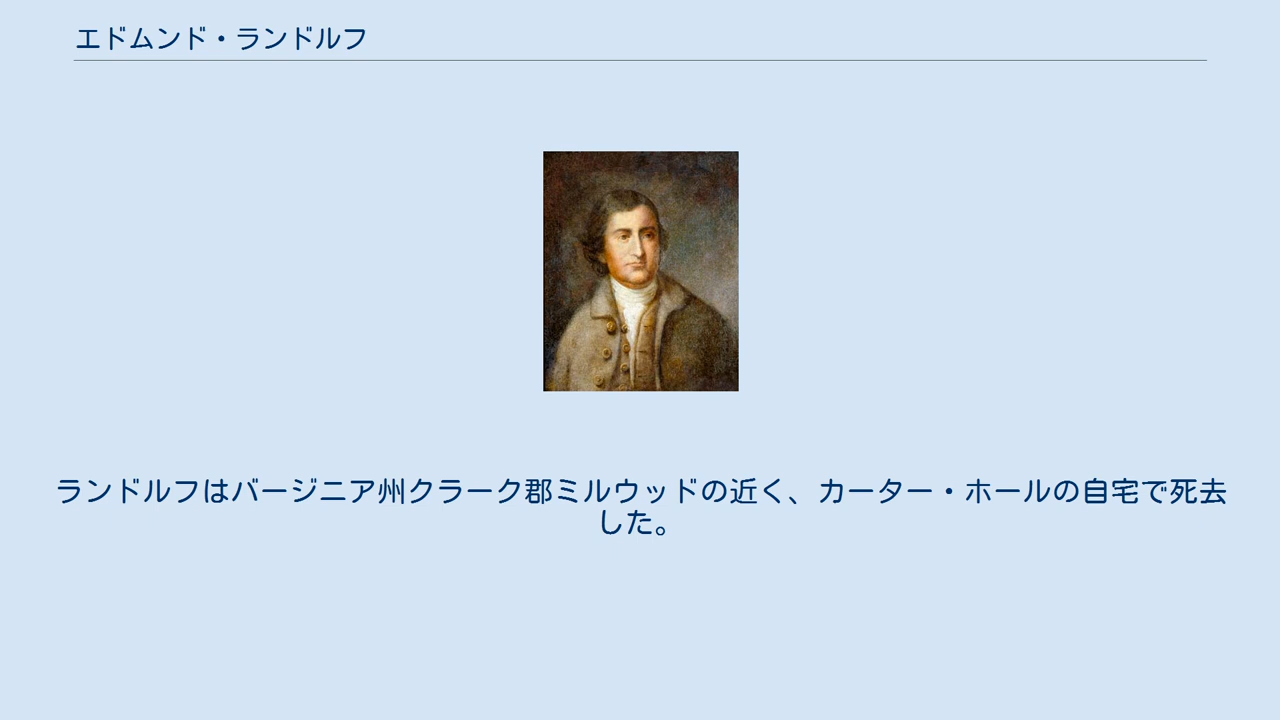 エドムンド・ランドルフ
ランドルフはバージニア州クラーク郡ミルウッドの近く、カーター・ホールの自宅で死去
した。